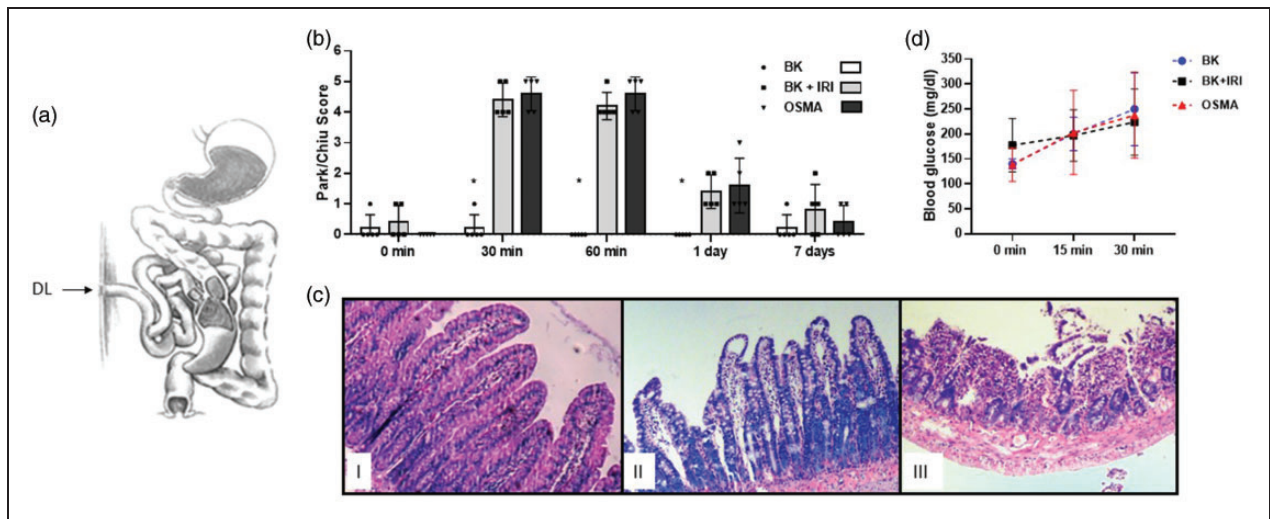 (a)
DL
(b)
Park/Chiu Score
6
5
4
3
2
1
0
BK
BK + IRI
OSMA
*
*
*
0 min
30 min
60 min
1 day
7 days
(d)
Blood glucose (mg/dl)
350
300
250
200
150
100
50
0
BK
BK+IRI
OSMA
0 min
15 min
30 min
(c)
I
II
III